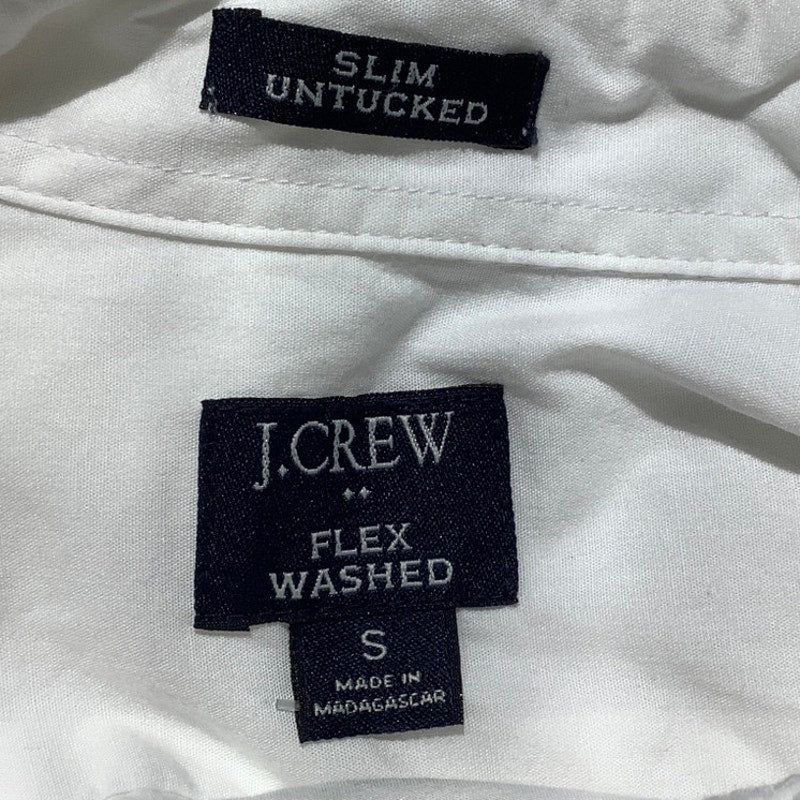 SLIM
UNTUCKED
J.CREW
FLEX
WASHED
S
MADE IN
MADAGASCAR